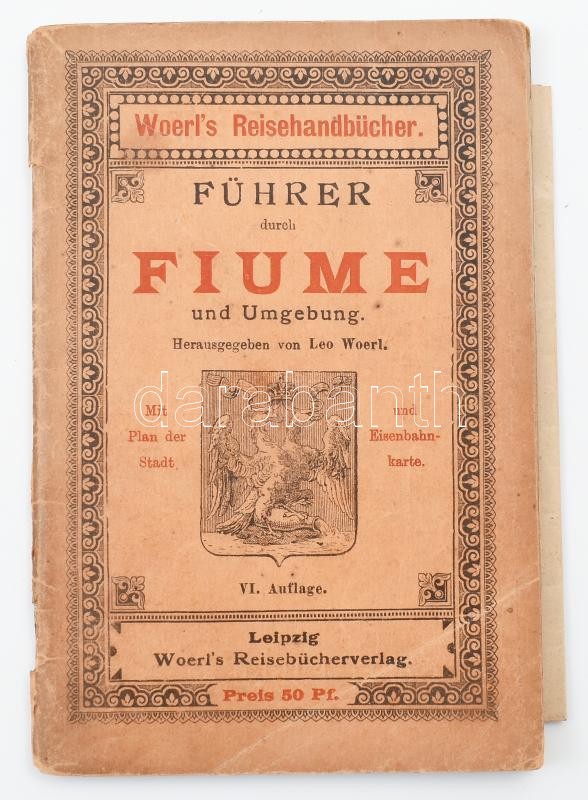 Woerl's Reisehandbücher.
FÜHRER
durch
FIUME
und Umgebung.
Herausgegeben von Leo Woerl.
Mit
Plan der
Stadt
und
Eisenbahn-
karte.
darabanth
VI. Auflage.
Leipzig
Woerl's Reisebücherverlag.
Preis 50 Pf.